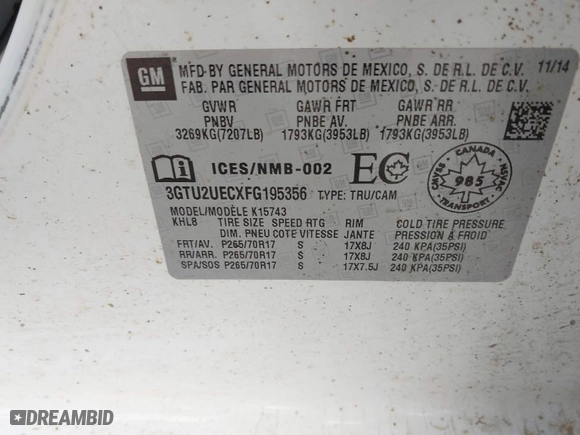 GM
MFD BY GENERAL MOTORS DE MEXICO, S. DE R.L. DE C.V. 11/14
FAB. PAR GENERAL MOTORS DE MEXICO, S. DE R.L. DE C.V.
GVWR GAWR FRT GAWR RR
PNBV PNBE AV. PNBE ARR.
3269KG(7207LB) 1793KG(3953LB) 1793KG(3953LB)
ICES/NMB-002 EC CANADA CMVSS NSVAC 985 TRANSPORT
3GTU2UECXFG195356 TYPE: TRU/CAM
MODEL/MODÈLE K15743
KHL8 TIRE SIZE SPEED RTG RIM COLD TIRE PRESSURE
DIM. PNEU COTE VITESSE JANTE PRESSION À FROID
FRT/AV. P265/70R17 S 17X8J 240 KPA(35PSI)
RR/ARR. P265/70R17 S 17X8J 240 KPA(35PSI)
SPA/SOS P265/70R17 S 17X7.5J 240 KPA(35PSI)
DREAMBID